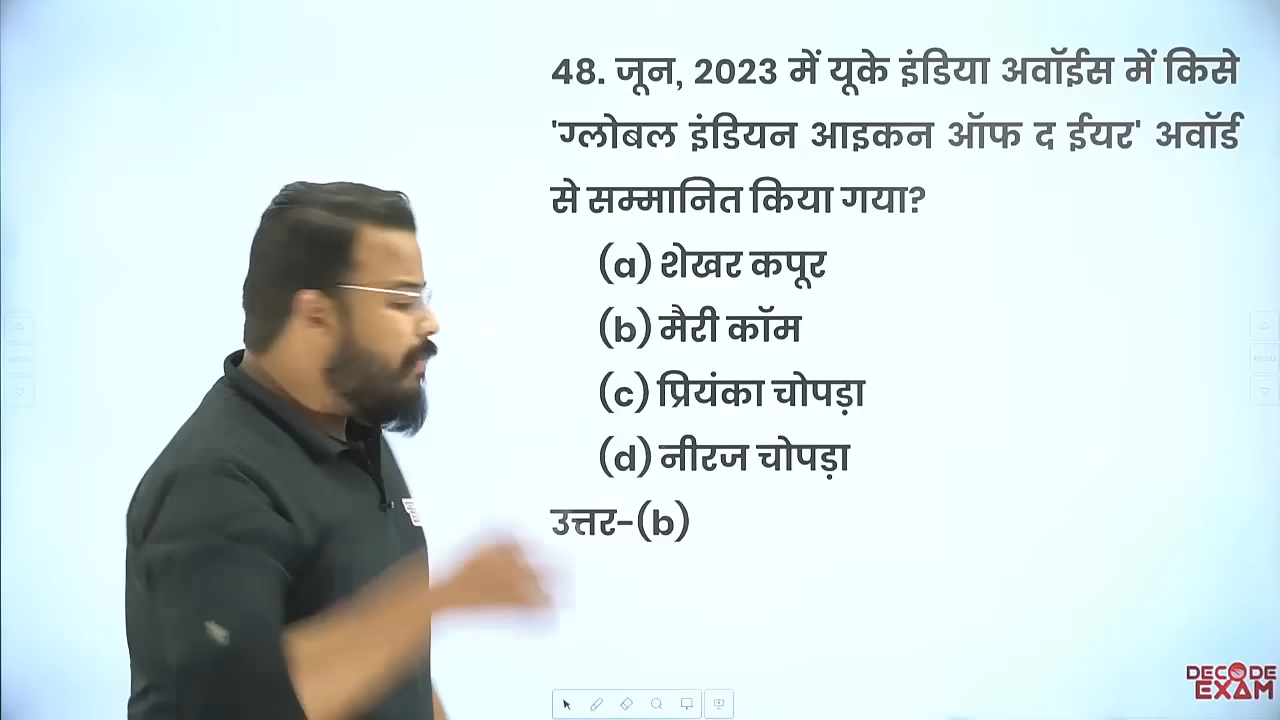 48. जून, 2023 में यूके इंडिया अवॉर्ईस में किसे
'ग्लोबल इंडियन आइकन ऑफ द ईयर' अवॉर्ड
से सम्मानित किया गया?
(a) शेखर कपूर
(b) मैरी कॉम
(c) प्रियंका चोपड़ा
(d) नीरज चोपड़ा
उत्तर-(b)
DECODE
EXAM